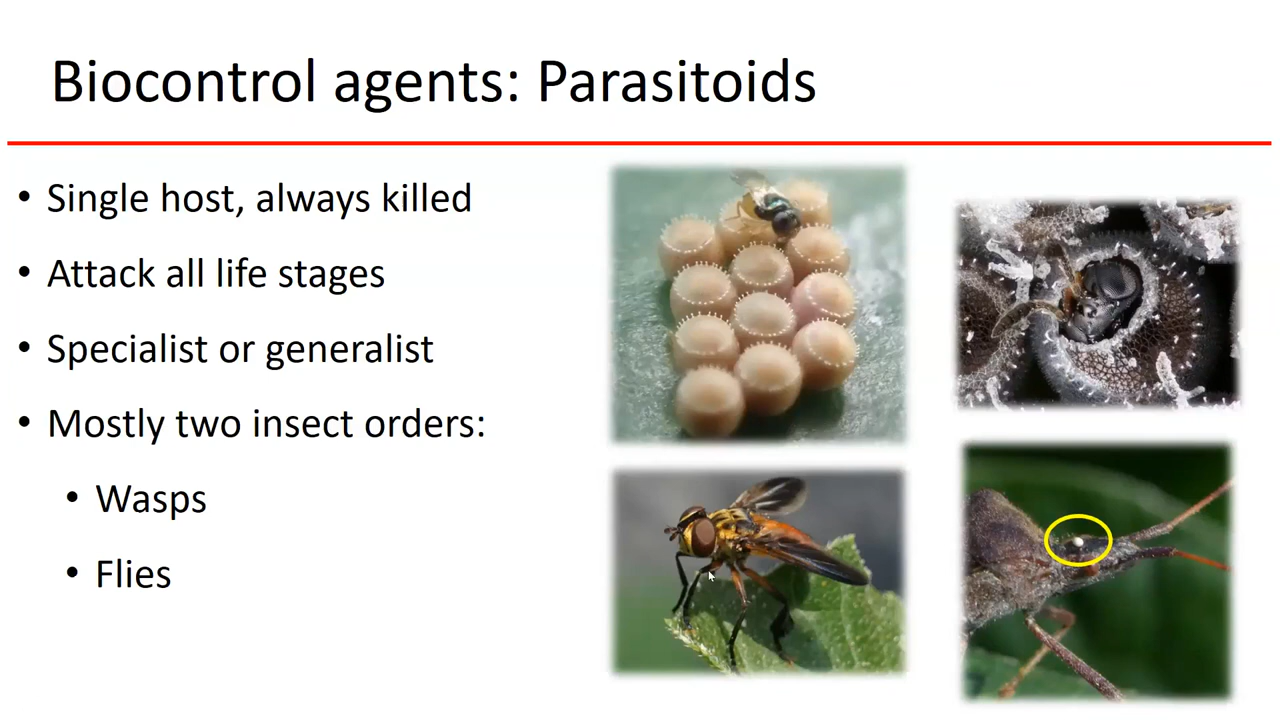 Biocontrol agents: Parasitoids
• Single host, always killed
• Attack all life stages
• Specialist or generalist
• Mostly two insect orders:
• Wasps
• Flies